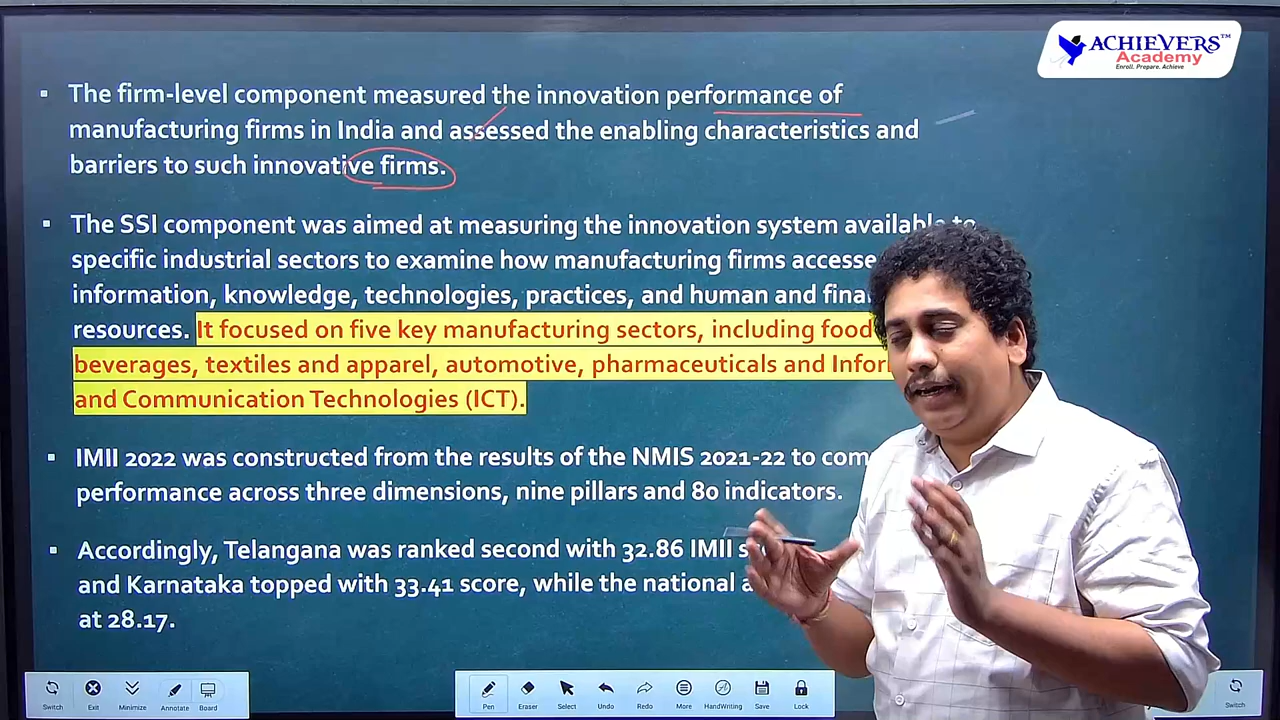 ACHIEVERS™
Academy
Enroll. Prepare. Achieve
▪ The firm-level component measured the innovation performance of
manufacturing firms in India and assessed the enabling characteristics and
barriers to such innovative firms.
▪ The SSI component was aimed at measuring the innovation system available to
specific industrial sectors to examine how manufacturing firms
information, knowledge, technologies, practices, and human and
resources. It focused on five key manufacturing sectors, including food
beverages, textiles and apparel, automotive, pharmaceuticals and
and Communication Technologies (ICT).
▪ IMII 2022 was constructed from the results of the NMIS 2021-22 to
performance across three dimensions, nine pillars and 80 indicators.
▪ Accordingly, Telangana was ranked second with 32.86 IMII
and Karnataka topped with 33.41 score, while the national
at 28.17.
Switch Exit Minimize Annotate Board
Pen Eraser Select Undo Redo More HandWriting Save Lock
Switch